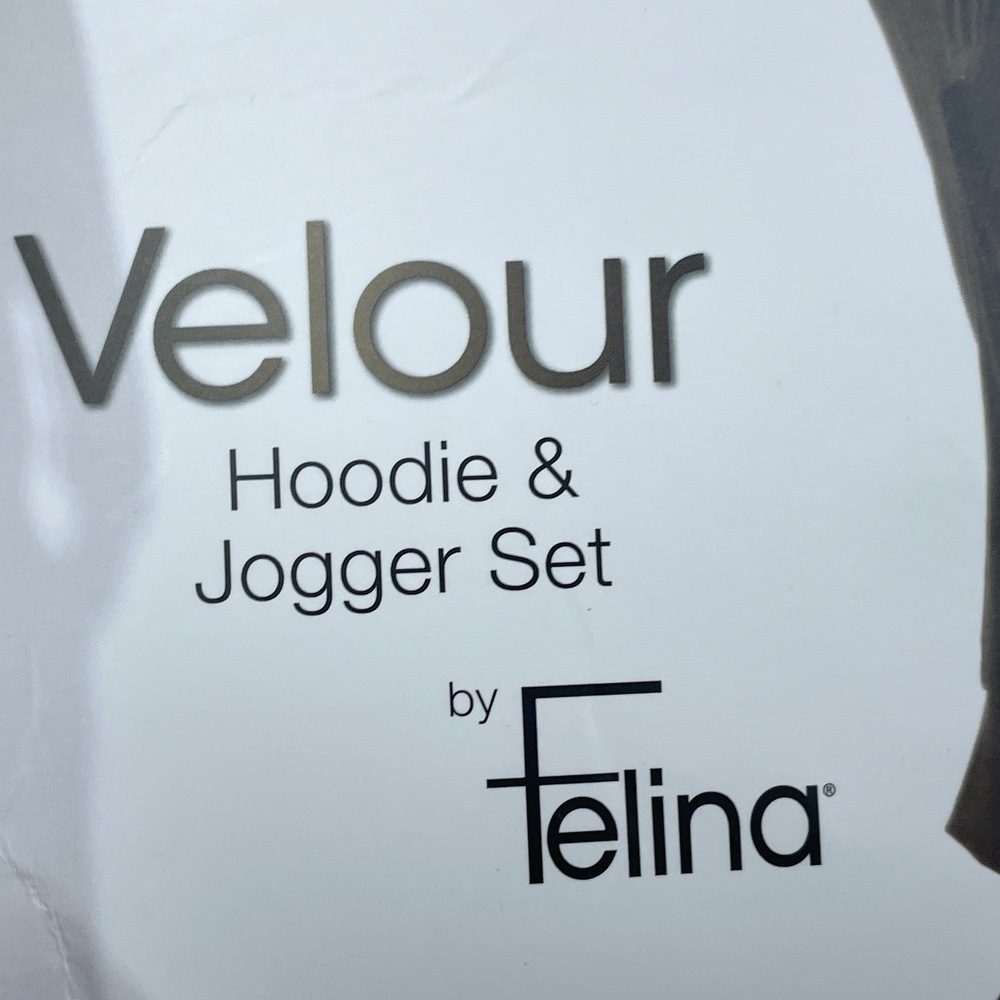 Velour
Hoodie &
Jogger Set
by Felina®